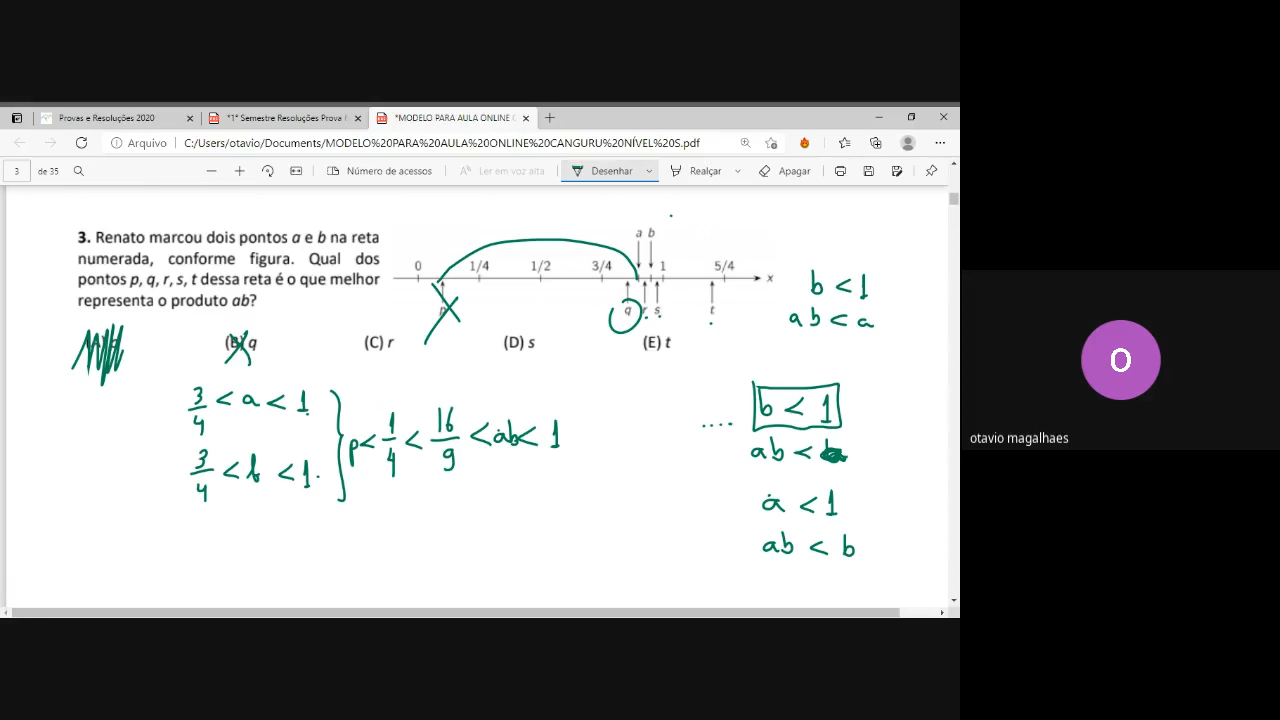 Provas e Resoluções 2020
*1° Semestre Resoluções Prova
*MODELO PARA AULA ONLINE C
Arquivo
C:/Users/otavio/Documents/MODELO%20PARA%20AULA%20ONLINE%20CANGURU%20NÍVEL%20S.pdf
3 de 35
Número de acessos
Ler em voz alta
Desenhar
Realçar
Apagar
3. Renato marcou dois pontos a e b na reta
numerada, conforme figura. Qual dos
pontos p, q, r, s, t dessa reta é o que melhor
representa o produto ab?
a b
0 1/4 1/2 3/4 1 5/4 x
p q r s t
(B) q (C) r (D) s (E) t
b < 1
ab < a
3/4 < a < 1
3/4 < b < 1.
p < 1/4 < 16/9 < ab < 1
.... b < 1
ab <
a < 1
ab < b
O
otavio magalhaes